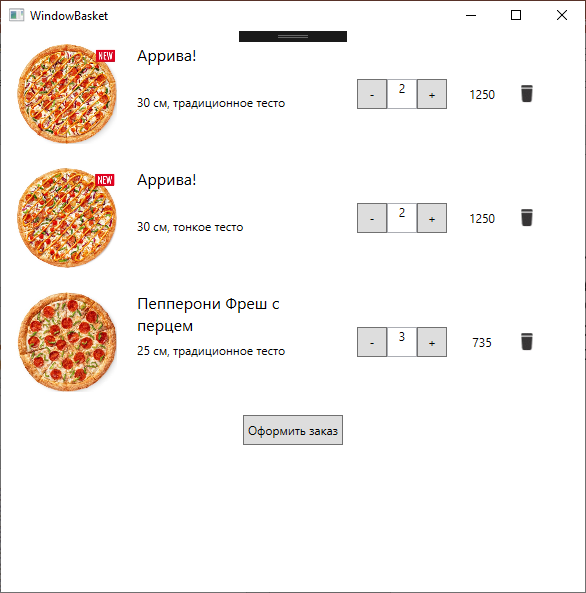 WindowBasket
NEW
Аррива!
30 см, традиционное тесто
- 2 + 1250
NEW
Аррива!
30 см, тонкое тесто
- 2 + 1250
Пепперони Фреш с
перцем
25 см, традиционное тесто
- 3 + 735
Оформить заказ